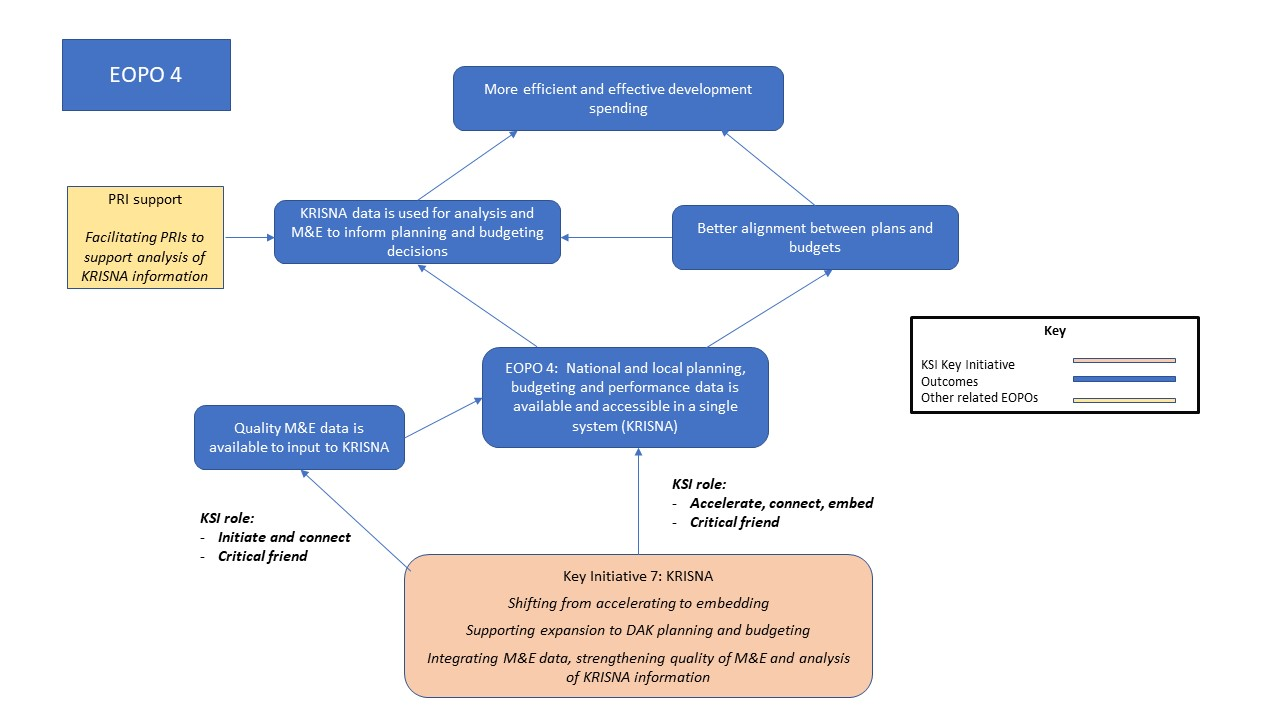 EOPO 4
More efficient and effective development
spending
PRI support
Facilitating PRIs to
support analysis of
KRISNA information
KRISNA data is used for analysis and
M&E to inform planning and budgeting
decisions
Better alignment between plans and
budgets
Key
KSI Key Initiative
Outcomes
Other related EOPOs
EOPO 4:  National and local planning,
budgeting and performance data is
available and accessible in a single
system (KRISNA)
Quality M&E data is
available to input to KRISNA
KSI role:
- Accelerate, connect, embed
- Critical friend
KSI role:
- Initiate and connect
- Critical friend
Key Initiative 7: KRISNA
Shifting from accelerating to embedding
Supporting expansion to DAK planning and budgeting
Integrating M&E data, strengthening quality of M&E and analysis
of KRISNA information